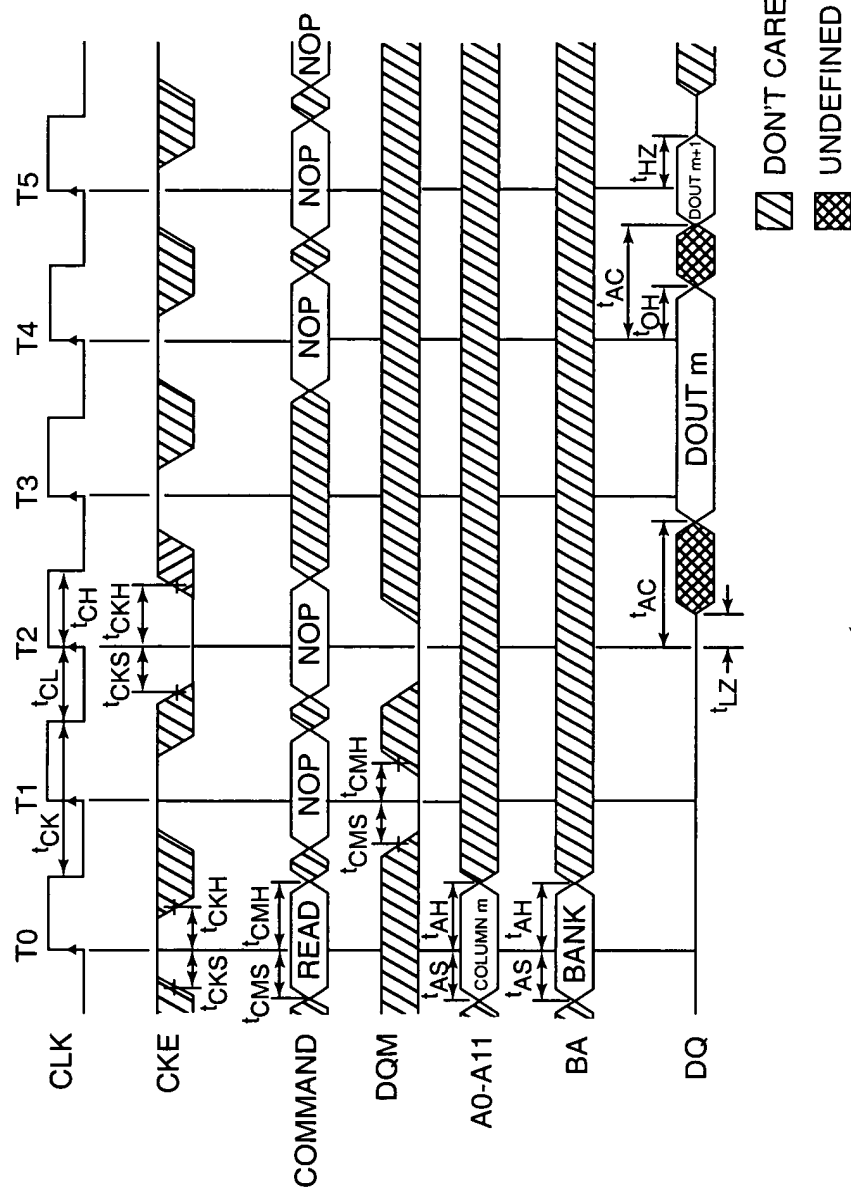 T0 T1 T2 T3 T4 T5
CLK
tCK tCL tCH
CKE
tCKS tCKH tCKS tCKH
tCMS tCMH
COMMAND READ NOP NOP NOP NOP NOP
tCMS tCMH
DQM
tAS tAH
A0-A11 COLUMN m
tAS tAH
BA BANK
tAC tOH tAC tHZ
DQ DOUT m DOUT m+1
tLZ
DON'T CARE
UNDEFINED